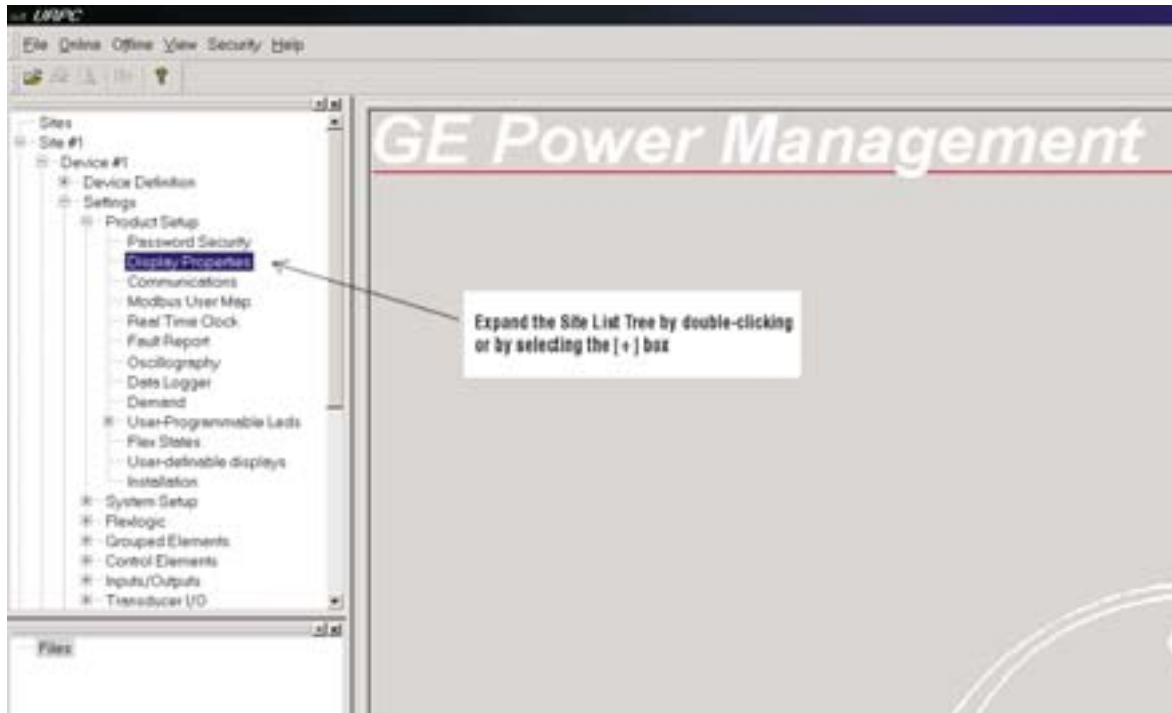 URPC
File Online Offline View Security Help
Sites
Site #1
Device #1
Device Definition
Settings
Product Setup
Password Security
Display Properties
Communications
Modbus User Map
Real Time Clock
Fault Report
Oscillography
Data Logger
Demand
User-Programmable Leds
Flex States
User-definable displays
Installation
System Setup
Flexlogic
Grouped Elements
Control Elements
Inputs/Outputs
Transducer I/O
Files
GE Power Management
Expand the Site List Tree by double-clicking
or by selecting the [+] box